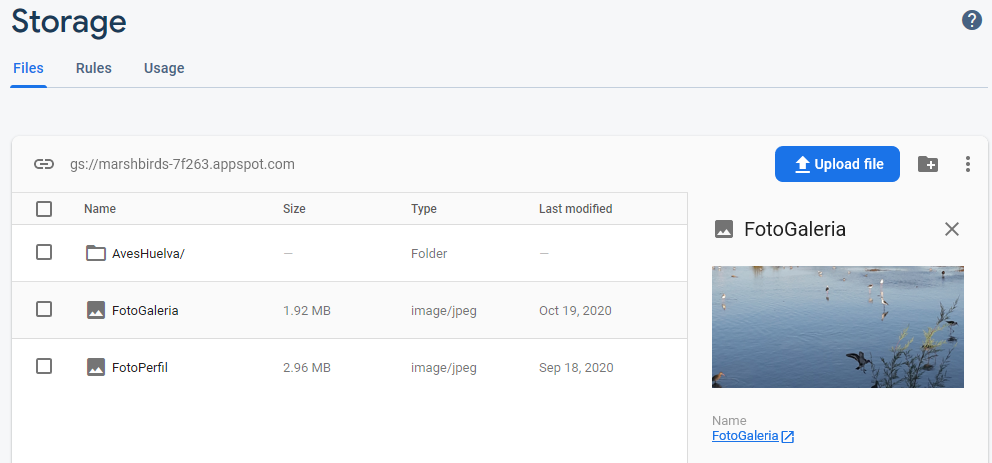 Storage
Files Rules Usage
gs://marshbirds-7f263.appspot.com
Upload file
Name Size Type Last modified
AvesHuelva/ — Folder —
FotoGaleria 1.92 MB image/jpeg Oct 19, 2020
FotoPerfil 2.96 MB image/jpeg Sep 18, 2020
FotoGaleria
Name
FotoGaleria